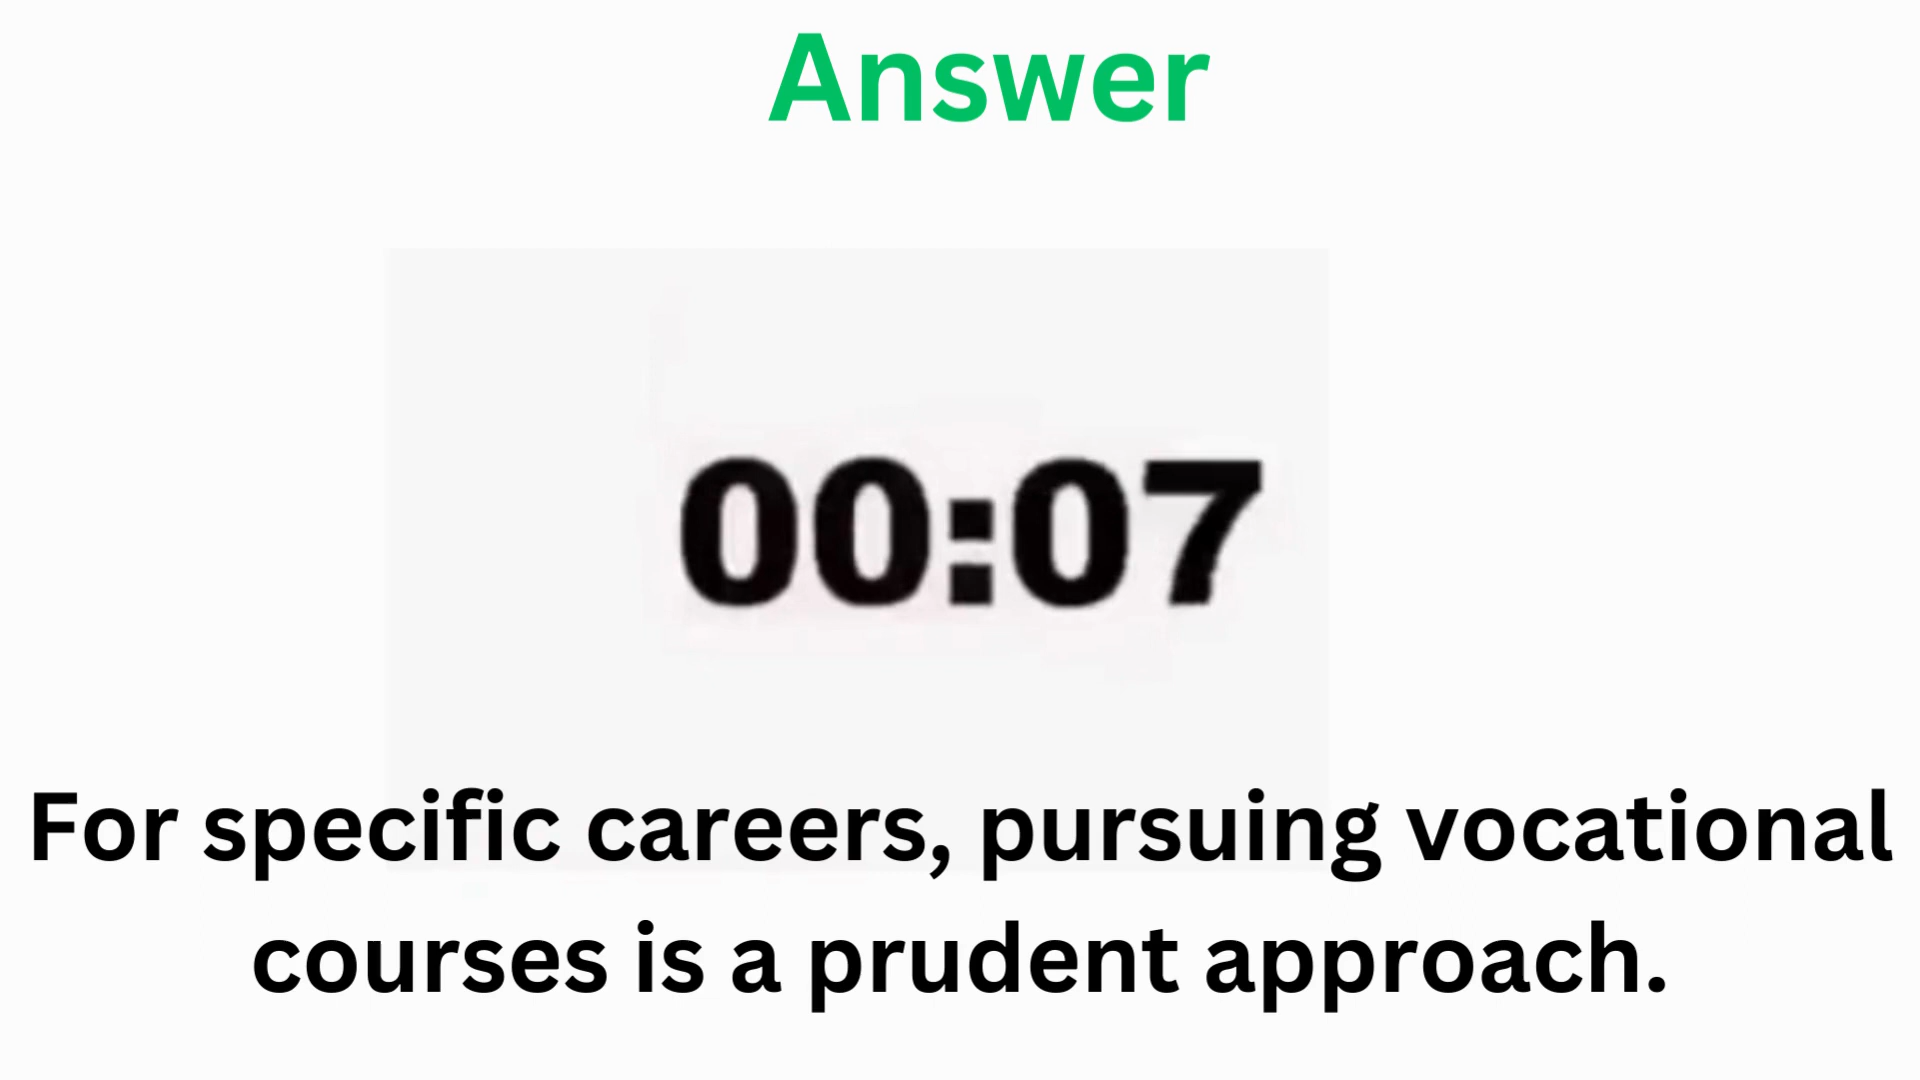 Answer
00:07
For specific careers, pursuing vocational
courses is a prudent approach.